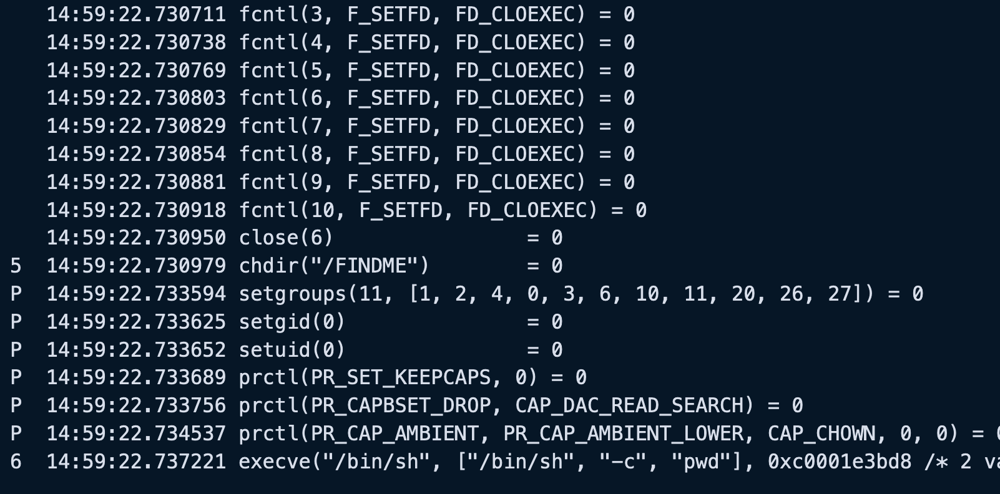 14:59:22.730711 fcntl(3, F_SETFD, FD_CLOEXEC) = 0
14:59:22.730738 fcntl(4, F_SETFD, FD_CLOEXEC) = 0
14:59:22.730769 fcntl(5, F_SETFD, FD_CLOEXEC) = 0
14:59:22.730803 fcntl(6, F_SETFD, FD_CLOEXEC) = 0
14:59:22.730829 fcntl(7, F_SETFD, FD_CLOEXEC) = 0
14:59:22.730854 fcntl(8, F_SETFD, FD_CLOEXEC) = 0
14:59:22.730881 fcntl(9, F_SETFD, FD_CLOEXEC) = 0
14:59:22.730918 fcntl(10, F_SETFD, FD_CLOEXEC) = 0
14:59:22.730950 close(6) = 0
5 14:59:22.730979 chdir("/FINDME") = 0
P 14:59:22.733594 setgroups(11, [1, 2, 4, 0, 3, 6, 10, 11, 20, 26, 27]) = 0
P 14:59:22.733625 setgid(0) = 0
P 14:59:22.733652 setuid(0) = 0
P 14:59:22.733689 prctl(PR_SET_KEEPCAPS, 0) = 0
P 14:59:22.733756 prctl(PR_CAPBSET_DROP, CAP_DAC_READ_SEARCH) = 0
P 14:59:22.734537 prctl(PR_CAP_AMBIENT, PR_CAP_AMBIENT_LOWER, CAP_CHOWN, 0, 0) =
6 14:59:22.737221 execve("/bin/sh", ["/bin/sh", "-c", "pwd"], 0xc0001e3bd8 /* 2